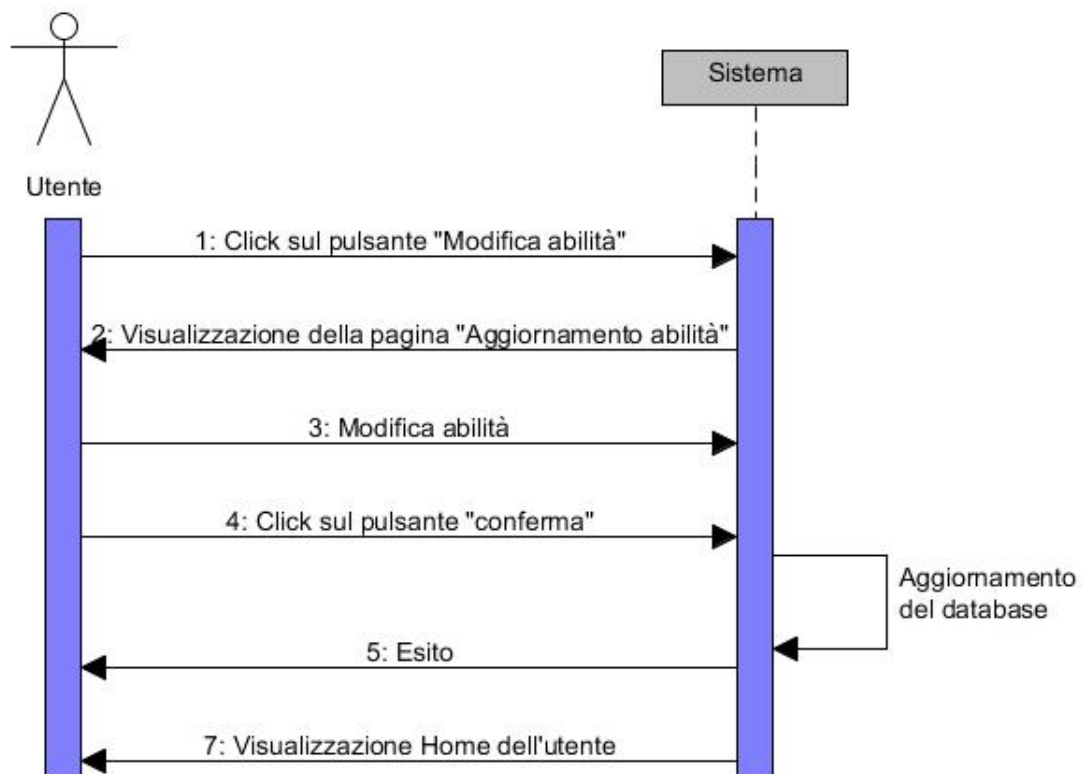 Sistema
Utente
1: Click sul pulsante "Modifica abilità"
2: Visualizzazione della pagina "Aggiornamento abilità"
3: Modifica abilità
4: Click sul pulsante "conferma"
Aggiornamento
del database
5: Esito
7: Visualizzazione Home dell'utente